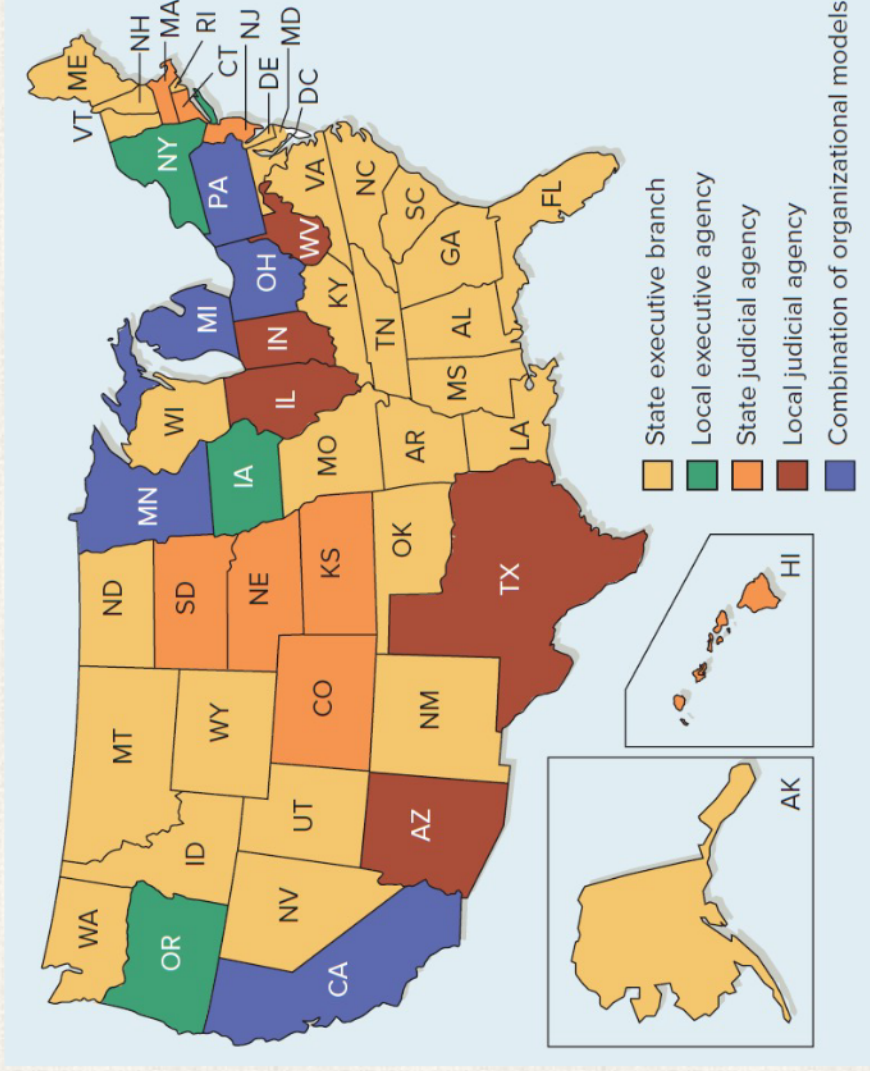 WA
OR
CA
NV
ID
MT
WY
UT
AZ
CO
NM
ND
SD
NE
KS
OK
TX
MN
IA
MO
AR
LA
WI
IL
MS
MI
IN
KY
TN
AL
OH
WV
GA
FL
SC
NC
VA
PA
NY
VT
ME
NH
MA
RI
CT
NJ
DE
MD
DC
AK
HI
State executive branch
Local executive agency
State judicial agency
Local judicial agency
Combination of organizational models